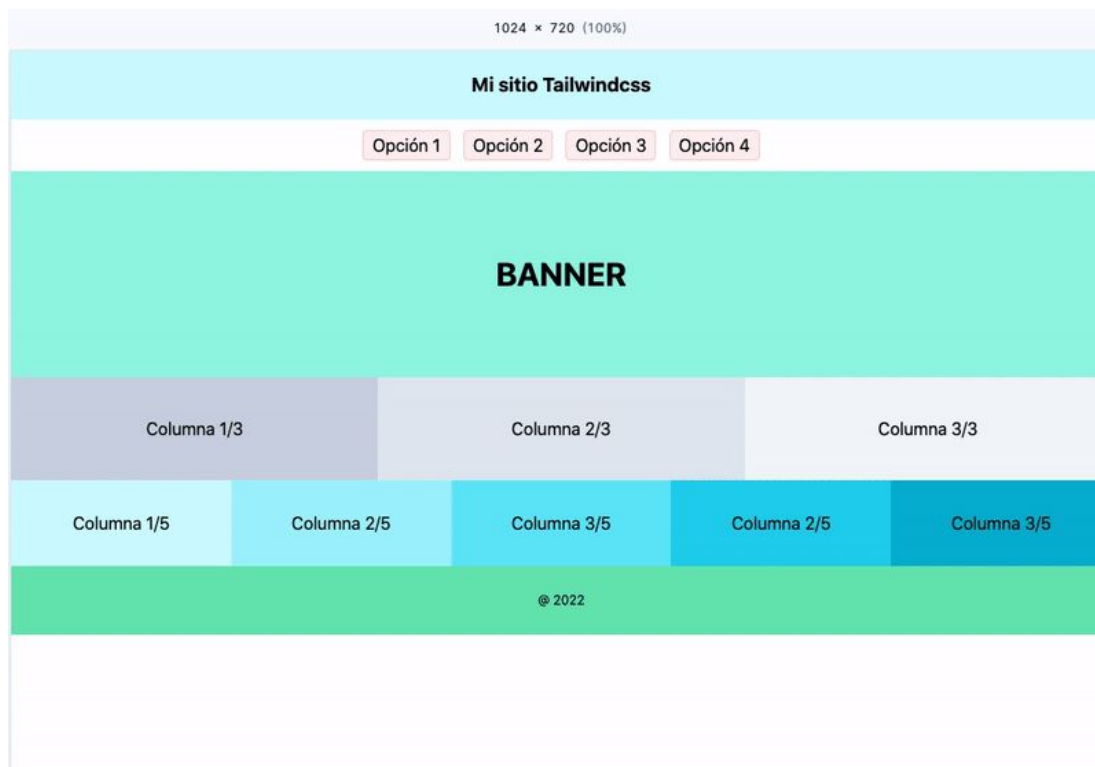 1024 × 720 (100%)
Mi sitio Tailwindcss
Opción 1 Opción 2 Opción 3 Opción 4
BANNER
Columna 1/3 Columna 2/3 Columna 3/3
Columna 1/5 Columna 2/5 Columna 3/5 Columna 2/5 Columna 3/5
@ 2022